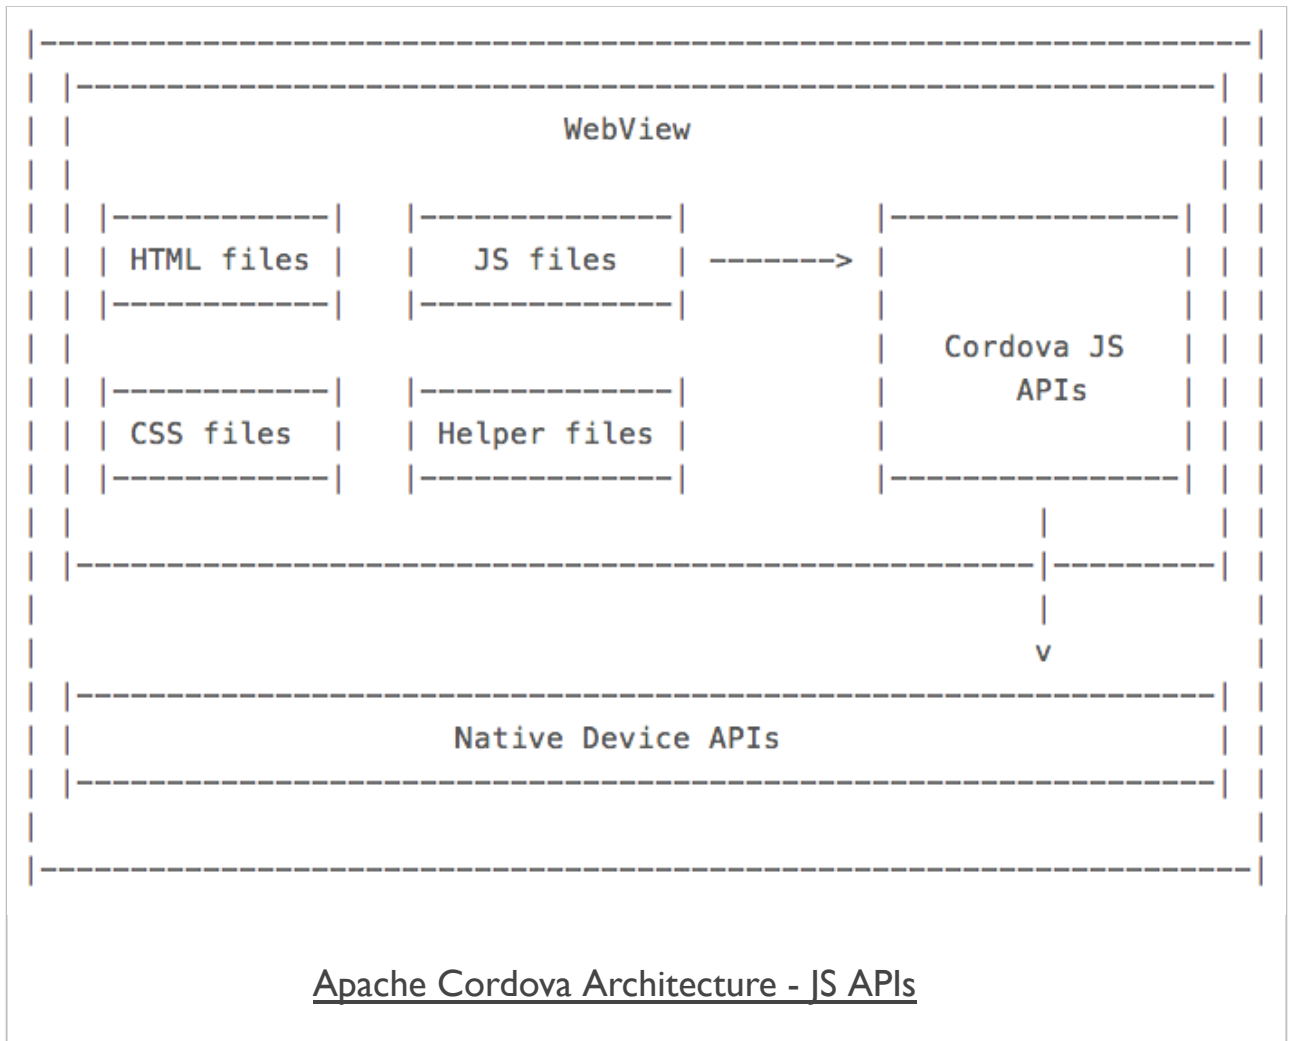 WebView
HTML files JS files ------->
Cordova JS
APIs
CSS files Helper files
v
Native Device APIs
Apache Cordova Architecture - JS APIs